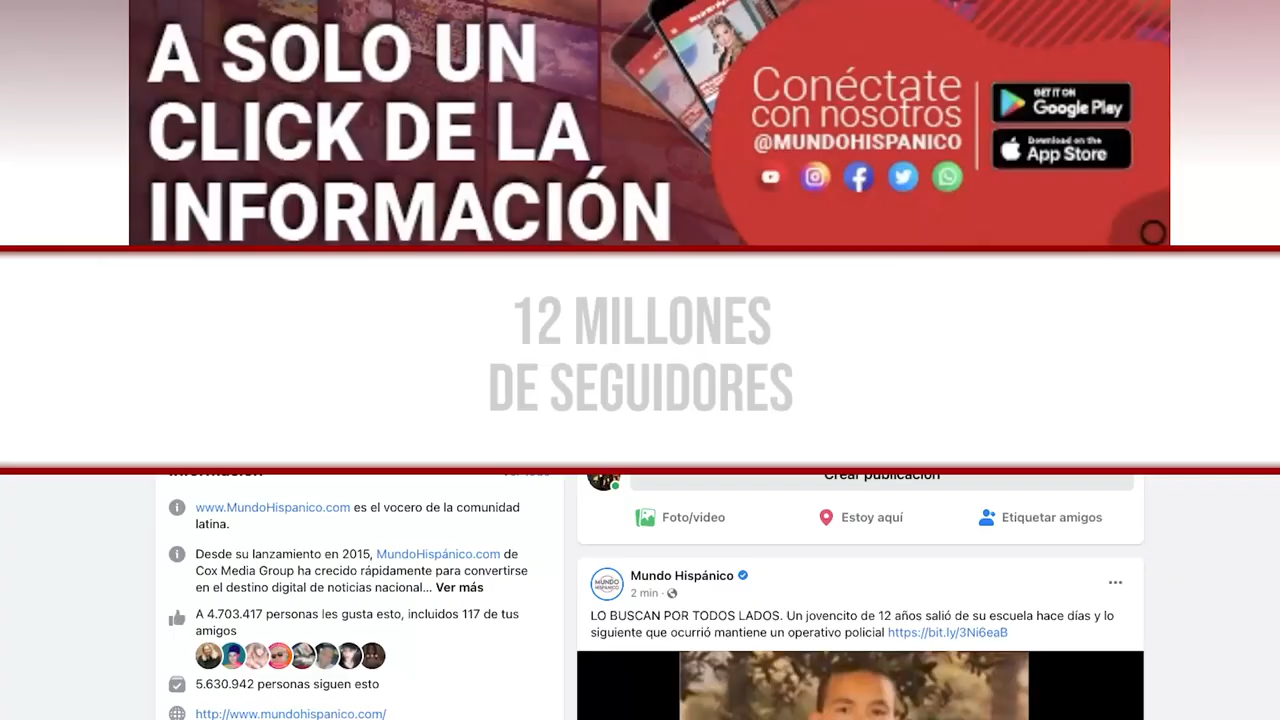 A SOLO UN
CLICK DE LA
INFORMACIÓN
Conéctate
con nosotros
@MUNDOHISPANICO
GET IT ON
Google Play
Download on the
App Store
12 MILLONES
DE SEGUIDORES
Información
Crear publicación
Foto/video
Estoy aquí
Etiquetar amigos
www.MundoHispanico.com es el vocero de la comunidad
latina.
Desde su lanzamiento en 2015, MundoHispánico.com de
Cox Media Group ha crecido rápidamente para convertirse
en el destino digital de noticias nacional... Ver más
A 4.703.417 personas les gusta esto, incluidos 117 de tus
amigos
5.630.942 personas siguen esto
http://www.mundohispanico.com/
MUNDO
HISPÁNICO
Mundo Hispánico
2 min ·
LO BUSCAN POR TODOS LADOS. Un jovencito de 12 años salió de su escuela hace días y lo
siguiente que ocurrió mantiene un operativo policial https://bit.ly/3Ni6eaB